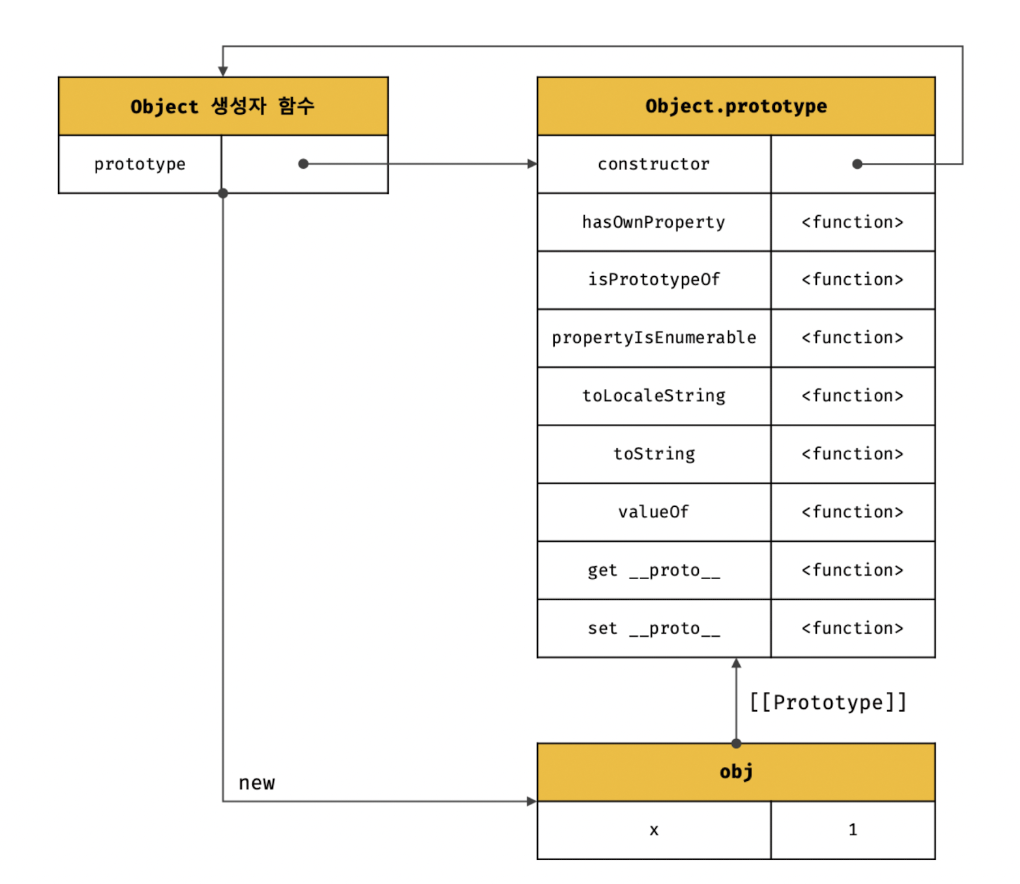 Object 생성자 함수
prototype
Object.prototype
constructor
hasOwnProperty <function>
isPrototypeOf <function>
propertyIsEnumerable <function>
toLocaleString <function>
toString <function>
valueOf <function>
get __proto__ <function>
set __proto__ <function>
[[Prototype]]
new
obj
x 1